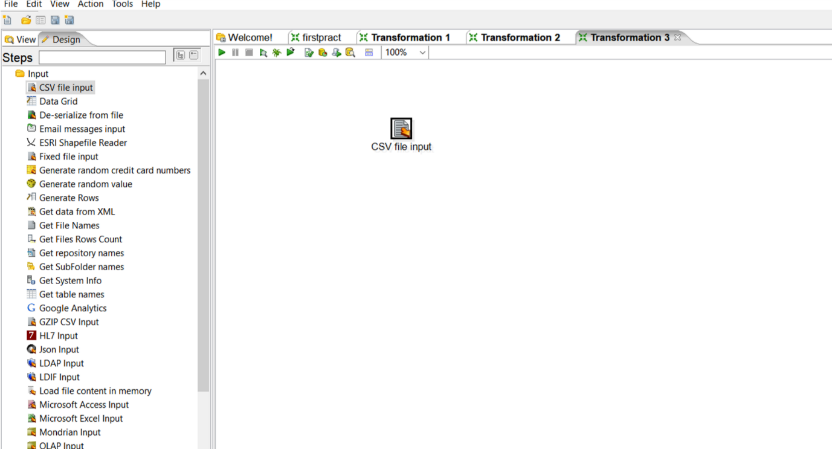 File Edit View Action Tools Help
View Design
Welcome! firstpract Transformation 1 Transformation 2 Transformation 3
100%
Steps
Input
CSV file input
Data Grid
De-serialize from file
Email messages input
ESRI Shapefile Reader
Fixed file input
Generate random credit card numbers
Generate random value
Generate Rows
Get data from XML
Get File Names
Get Files Rows Count
Get repository names
Get SubFolder names
Get System Info
Get table names
Google Analytics
GZIP CSV Input
HL7 Input
Json Input
LDAP Input
LDIF Input
Load file content in memory
Microsoft Access Input
Microsoft Excel Input
Mondrian Input
OLAP Input
CSV file input